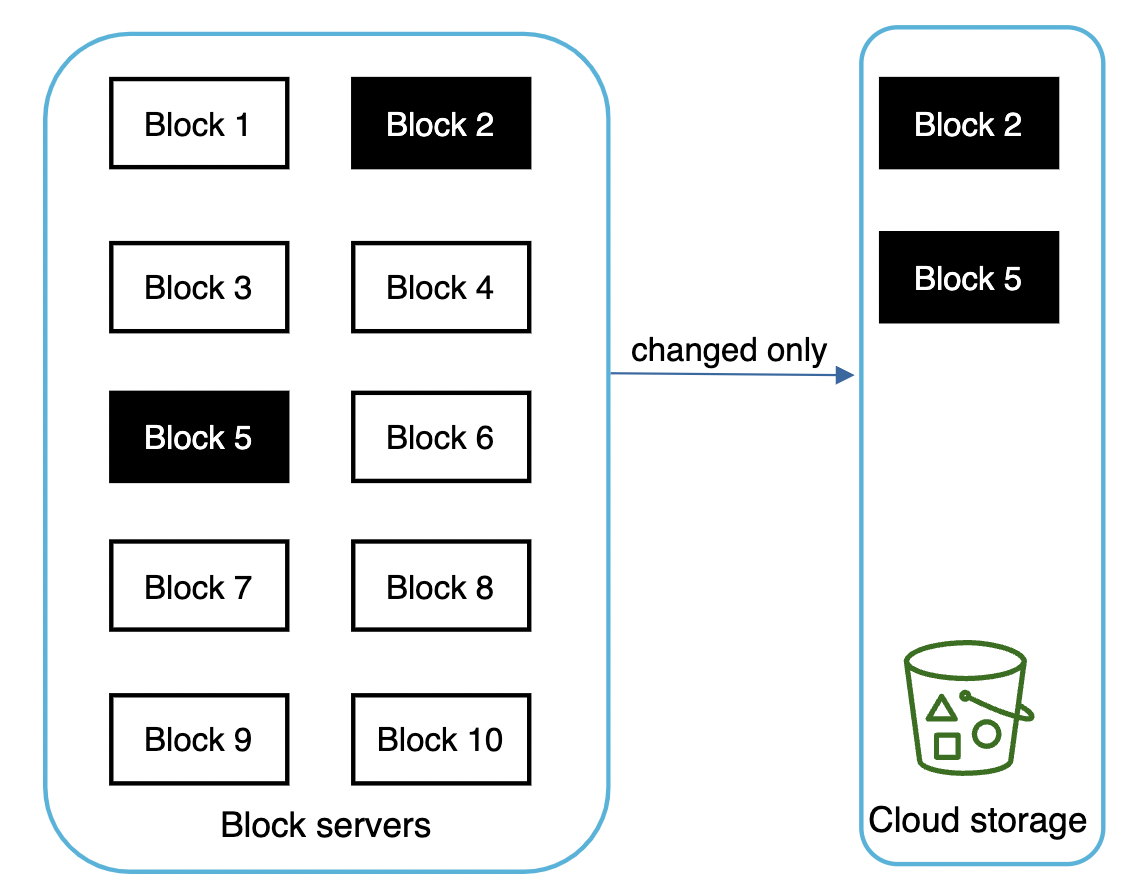 Block 1
Block 2
Block 3
Block 4
Block 5
Block 6
Block 7
Block 8
Block 9
Block 10
Block servers
changed only
Block 2
Block 5
Cloud storage